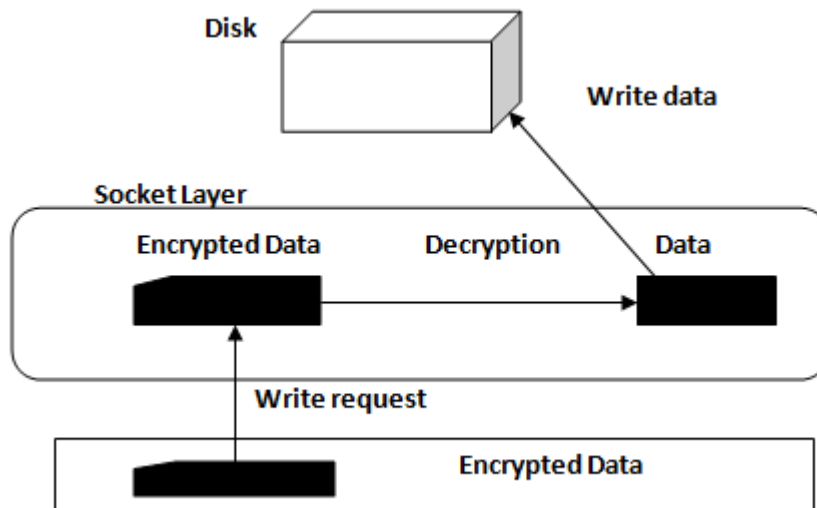 Disk
Write data
Socket Layer
Encrypted Data
Decryption
Data
Write request
Encrypted Data